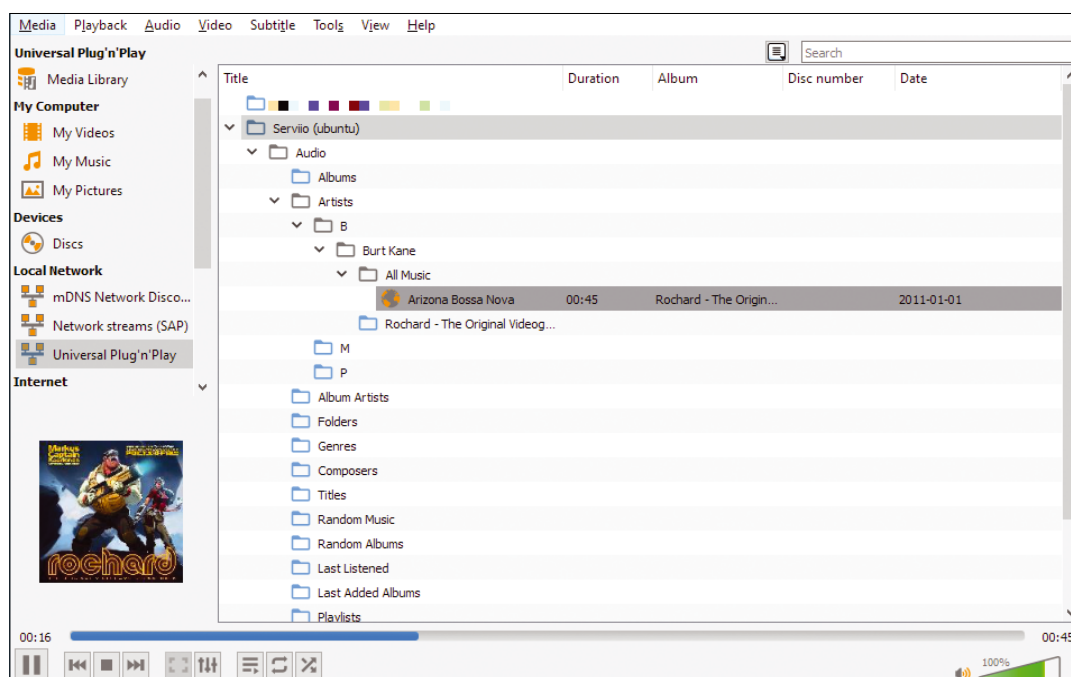 Media Playback Audio Video Subtitle Tools View Help
Universal Plug'n'Play
Search
Media Library
My Computer
My Videos
My Music
My Pictures
Devices
Discs
Local Network
mDNS Network Disco...
Network streams (SAP)
Universal Plug'n'Play
Internet
Title Duration Album Disc number Date
Serviio (ubuntu)
Audio
Albums
Artists
B
Burt Kane
All Music
Arizona Bossa Nova 00:45 Rochard - The Origin... 2011-01-01
Rochard - The Original Videog...
M
P
Album Artists
Folders
Genres
Composers
Titles
Random Music
Random Albums
Last Listened
Last Added Albums
Playlists
rochard
00:16 00:45
100%